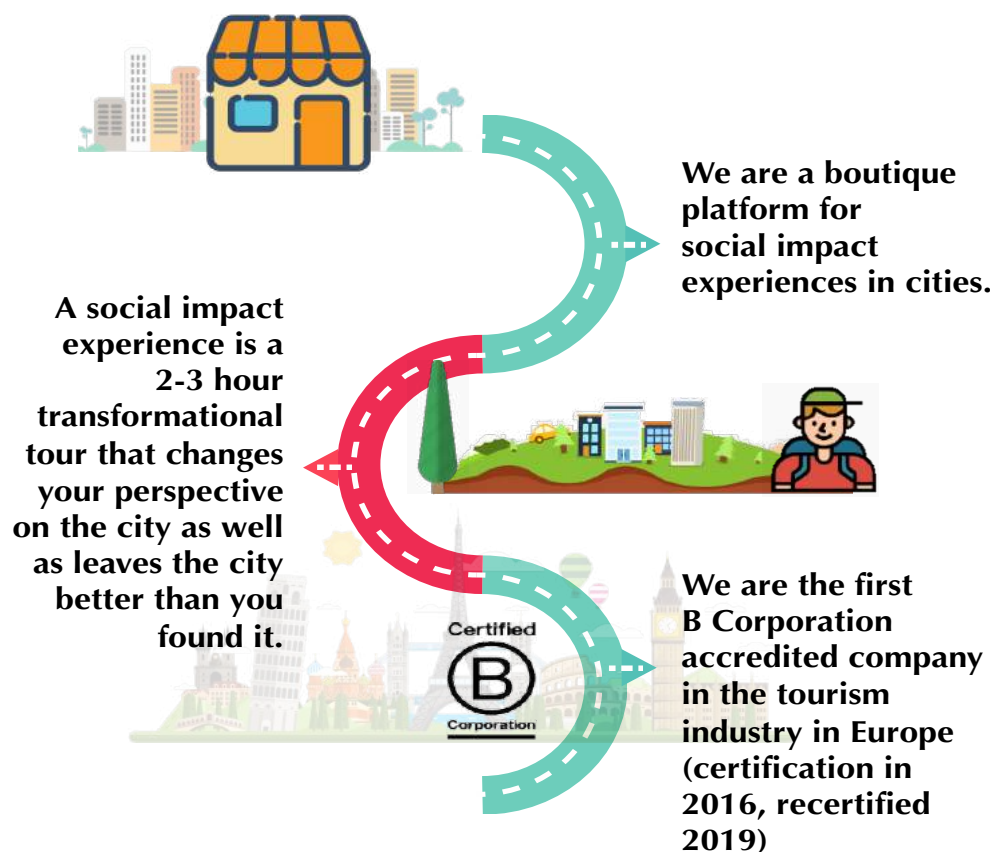 We are a boutique
platform for
social impact
experiences in cities.
A social impact
experience is a
2-3 hour
transformational
tour that changes
your perspective
on the city as well
as leaves the city
better than you
found it.
Certified
B
Corporation
We are the first
B Corporation
accredited company
in the tourism
industry in Europe
(certification in
2016, recertified
2019)